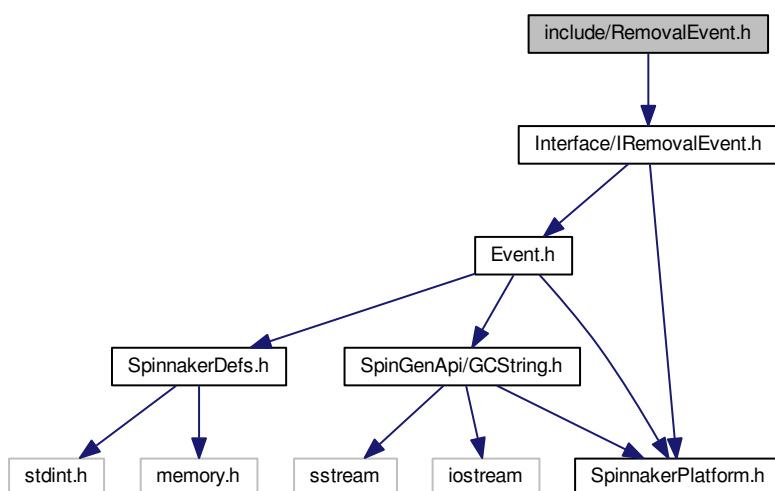 include/RemovalEvent.h
Interface/IRemovalEvent.h
Event.h
SpinnakerDefs.h
SpinGenApi/GCString.h
stdint.h
memory.h
sstream
iostream
SpinnakerPlatform.h